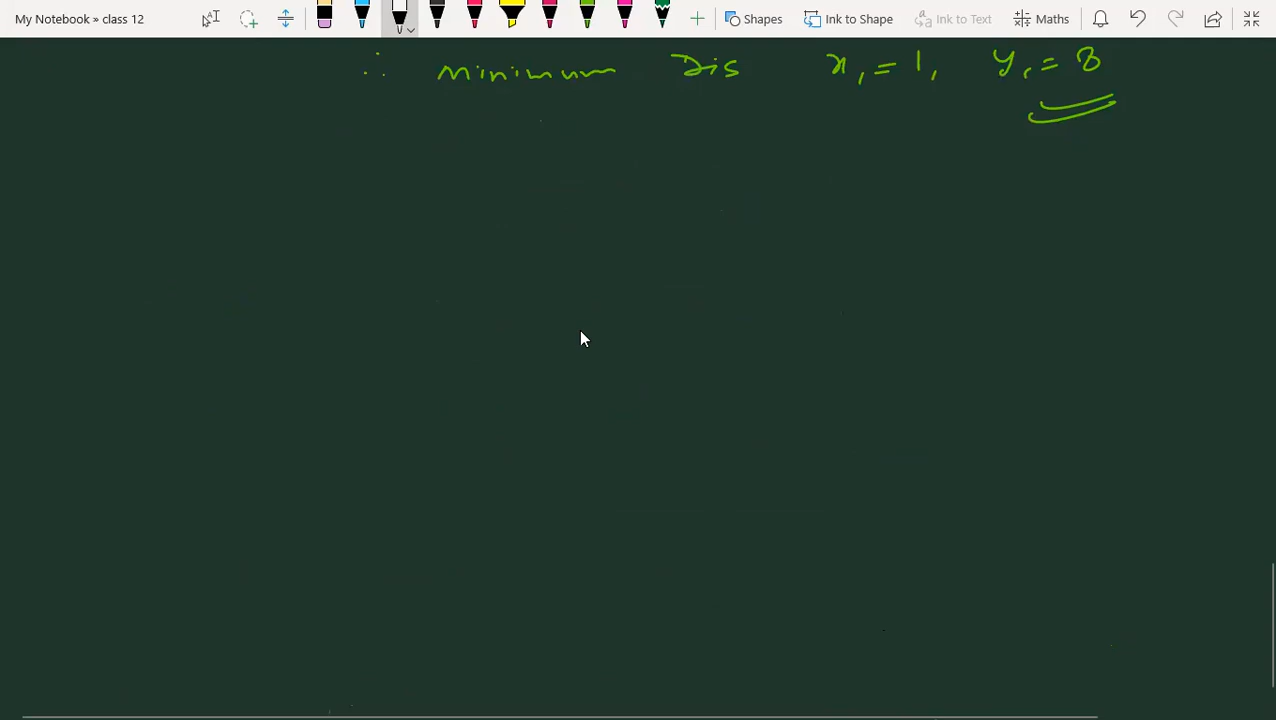 My Notebook » class 12 Shapes Ink to Shape Ink to Text Maths
∴ minimum Dis x₁ = 1, y₁ = 8